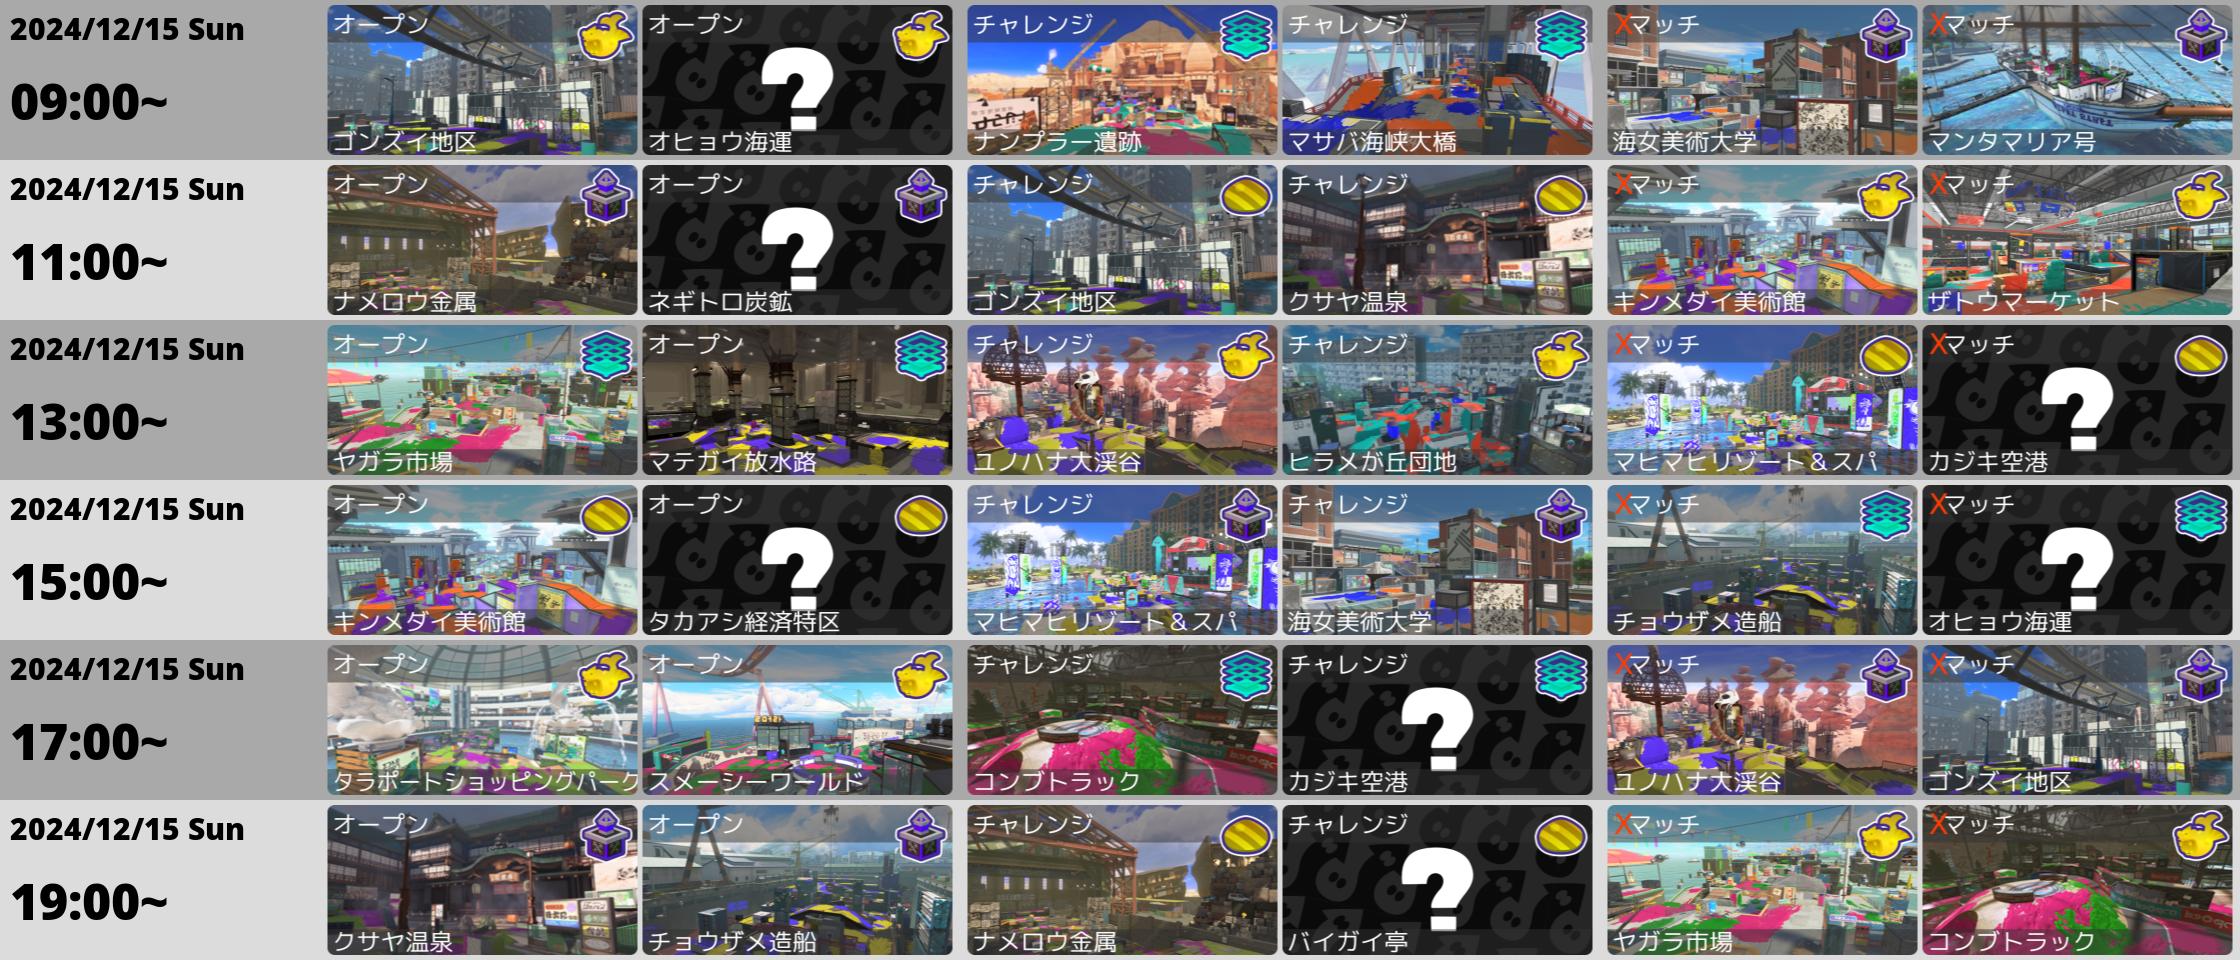 2024/12/15 Sun
09:00~
オープン
ゴンズイ地区
オープン
オヒョウ海運
チャレンジ
ナンプラー遺跡
チャレンジ
マサバ海峡大橋
Xマッチ
海女美術大学
Xマッチ
マンタマリア号
2024/12/15 Sun
11:00~
オープン
ナメロウ金属
オープン
ネギトロ炭鉱
チャレンジ
ゴンズイ地区
チャレンジ
クサヤ温泉
Xマッチ
キンメダイ美術館
Xマッチ
ザトウマーケット
2024/12/15 Sun
13:00~
オープン
ヤガラ市場
オープン
マテガイ放水路
チャレンジ
ユノハナ大渓谷
チャレンジ
ヒラメが丘団地
Xマッチ
マヒマヒリゾート＆スパ
Xマッチ
カジキ空港
2024/12/15 Sun
15:00~
オープン
キンメダイ美術館
オープン
タカアシ経済特区
チャレンジ
マヒマヒリゾート＆スパ
チャレンジ
海女美術大学
Xマッチ
チョウザメ造船
Xマッチ
オヒョウ海運
2024/12/15 Sun
17:00~
オープン
タラポートショッピングパーク
オープン
スメーシーワールド
チャレンジ
コンブトラック
チャレンジ
カジキ空港
Xマッチ
ユノハナ大渓谷
Xマッチ
ゴンズイ地区
2024/12/15 Sun
19:00~
オープン
クサヤ温泉
オープン
チョウザメ造船
チャレンジ
ナメロウ金属
チャレンジ
バイガイ亭
Xマッチ
ヤガラ市場
Xマッチ
コンブトラック